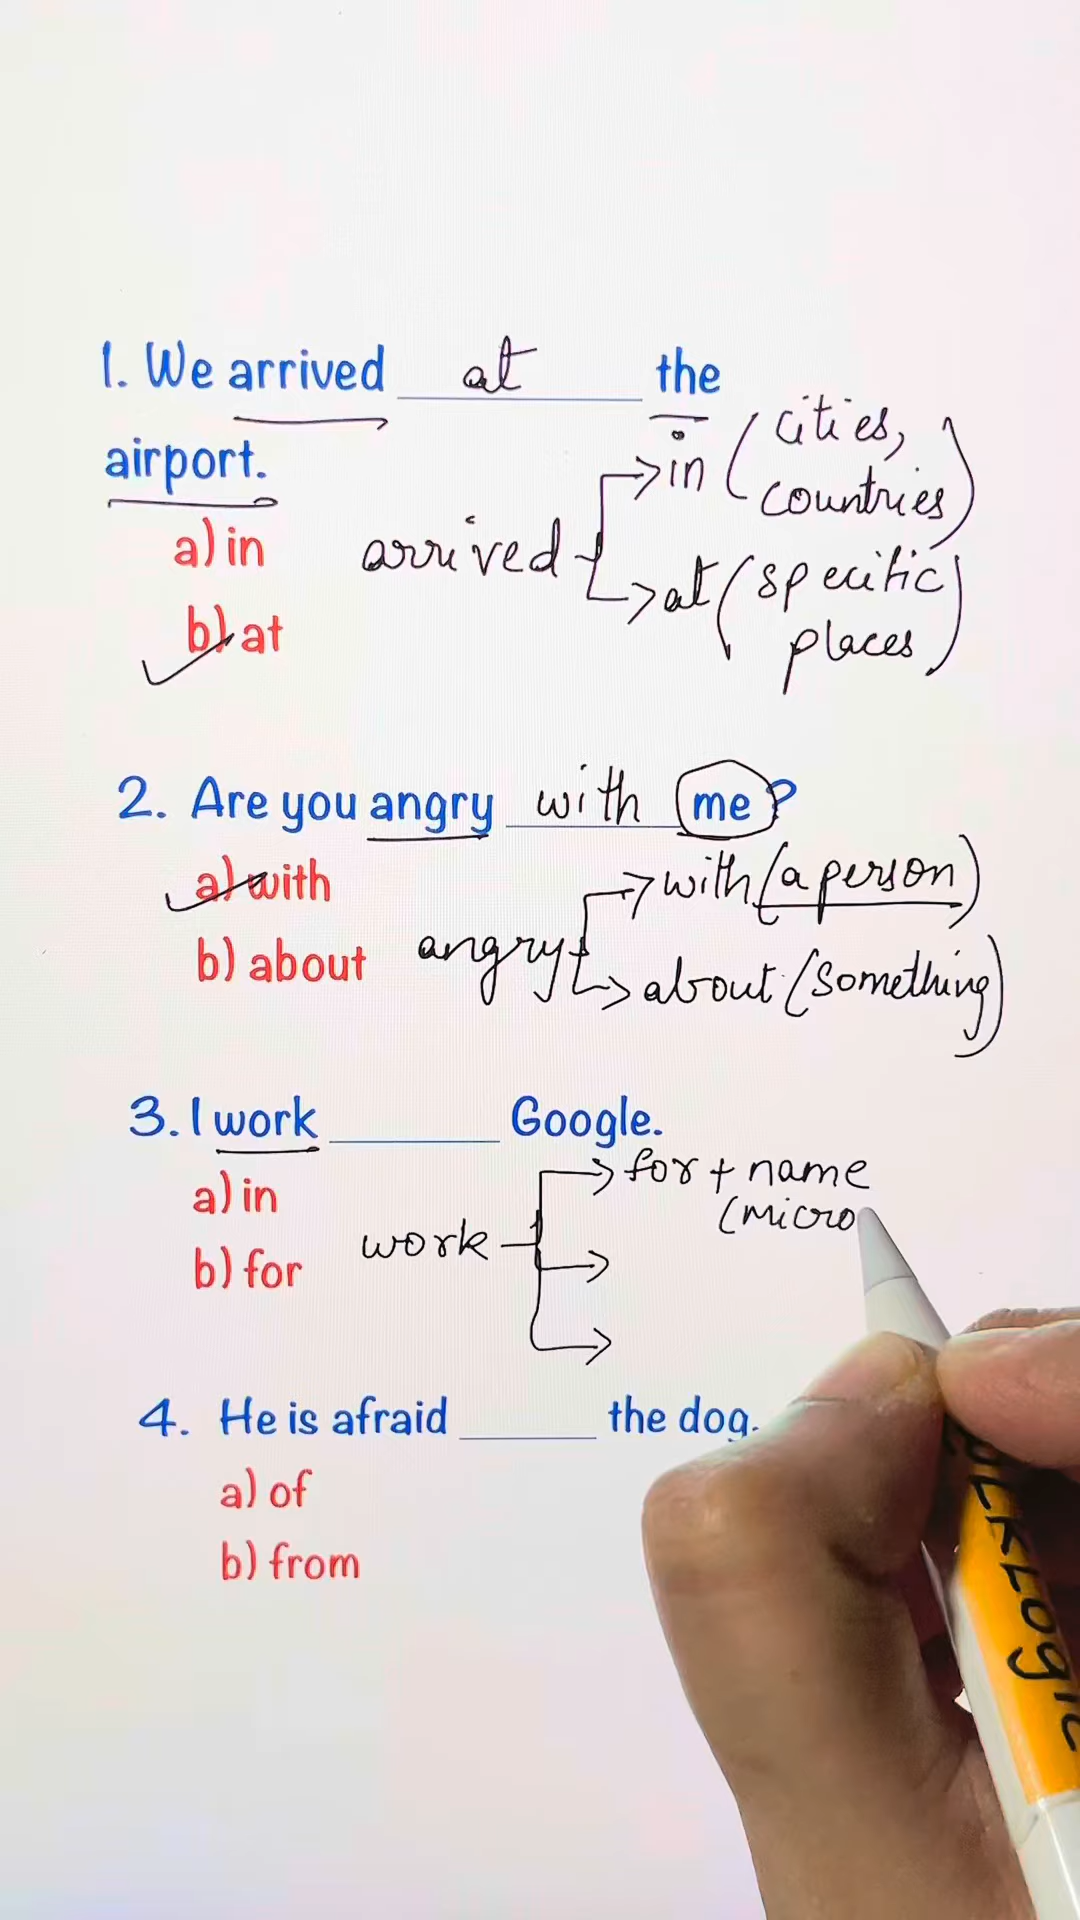 1. We arrived at the
airport.
a) in
b) at
arrived
in (cities,
countries)
at (specific
places)
2. Are you angry with me?
a) with
b) about
angry
with (a person)
about (something)
3. I work ______ Google.
a) in
b) for
work
for + name
(micro
4. He is afraid ______ the dog.
a) of
b) from